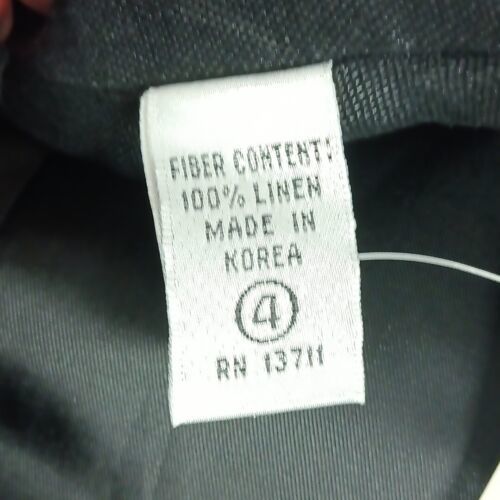 FIBER CONTENT:
100% LINEN
MADE IN
KOREA
4
RN 13711